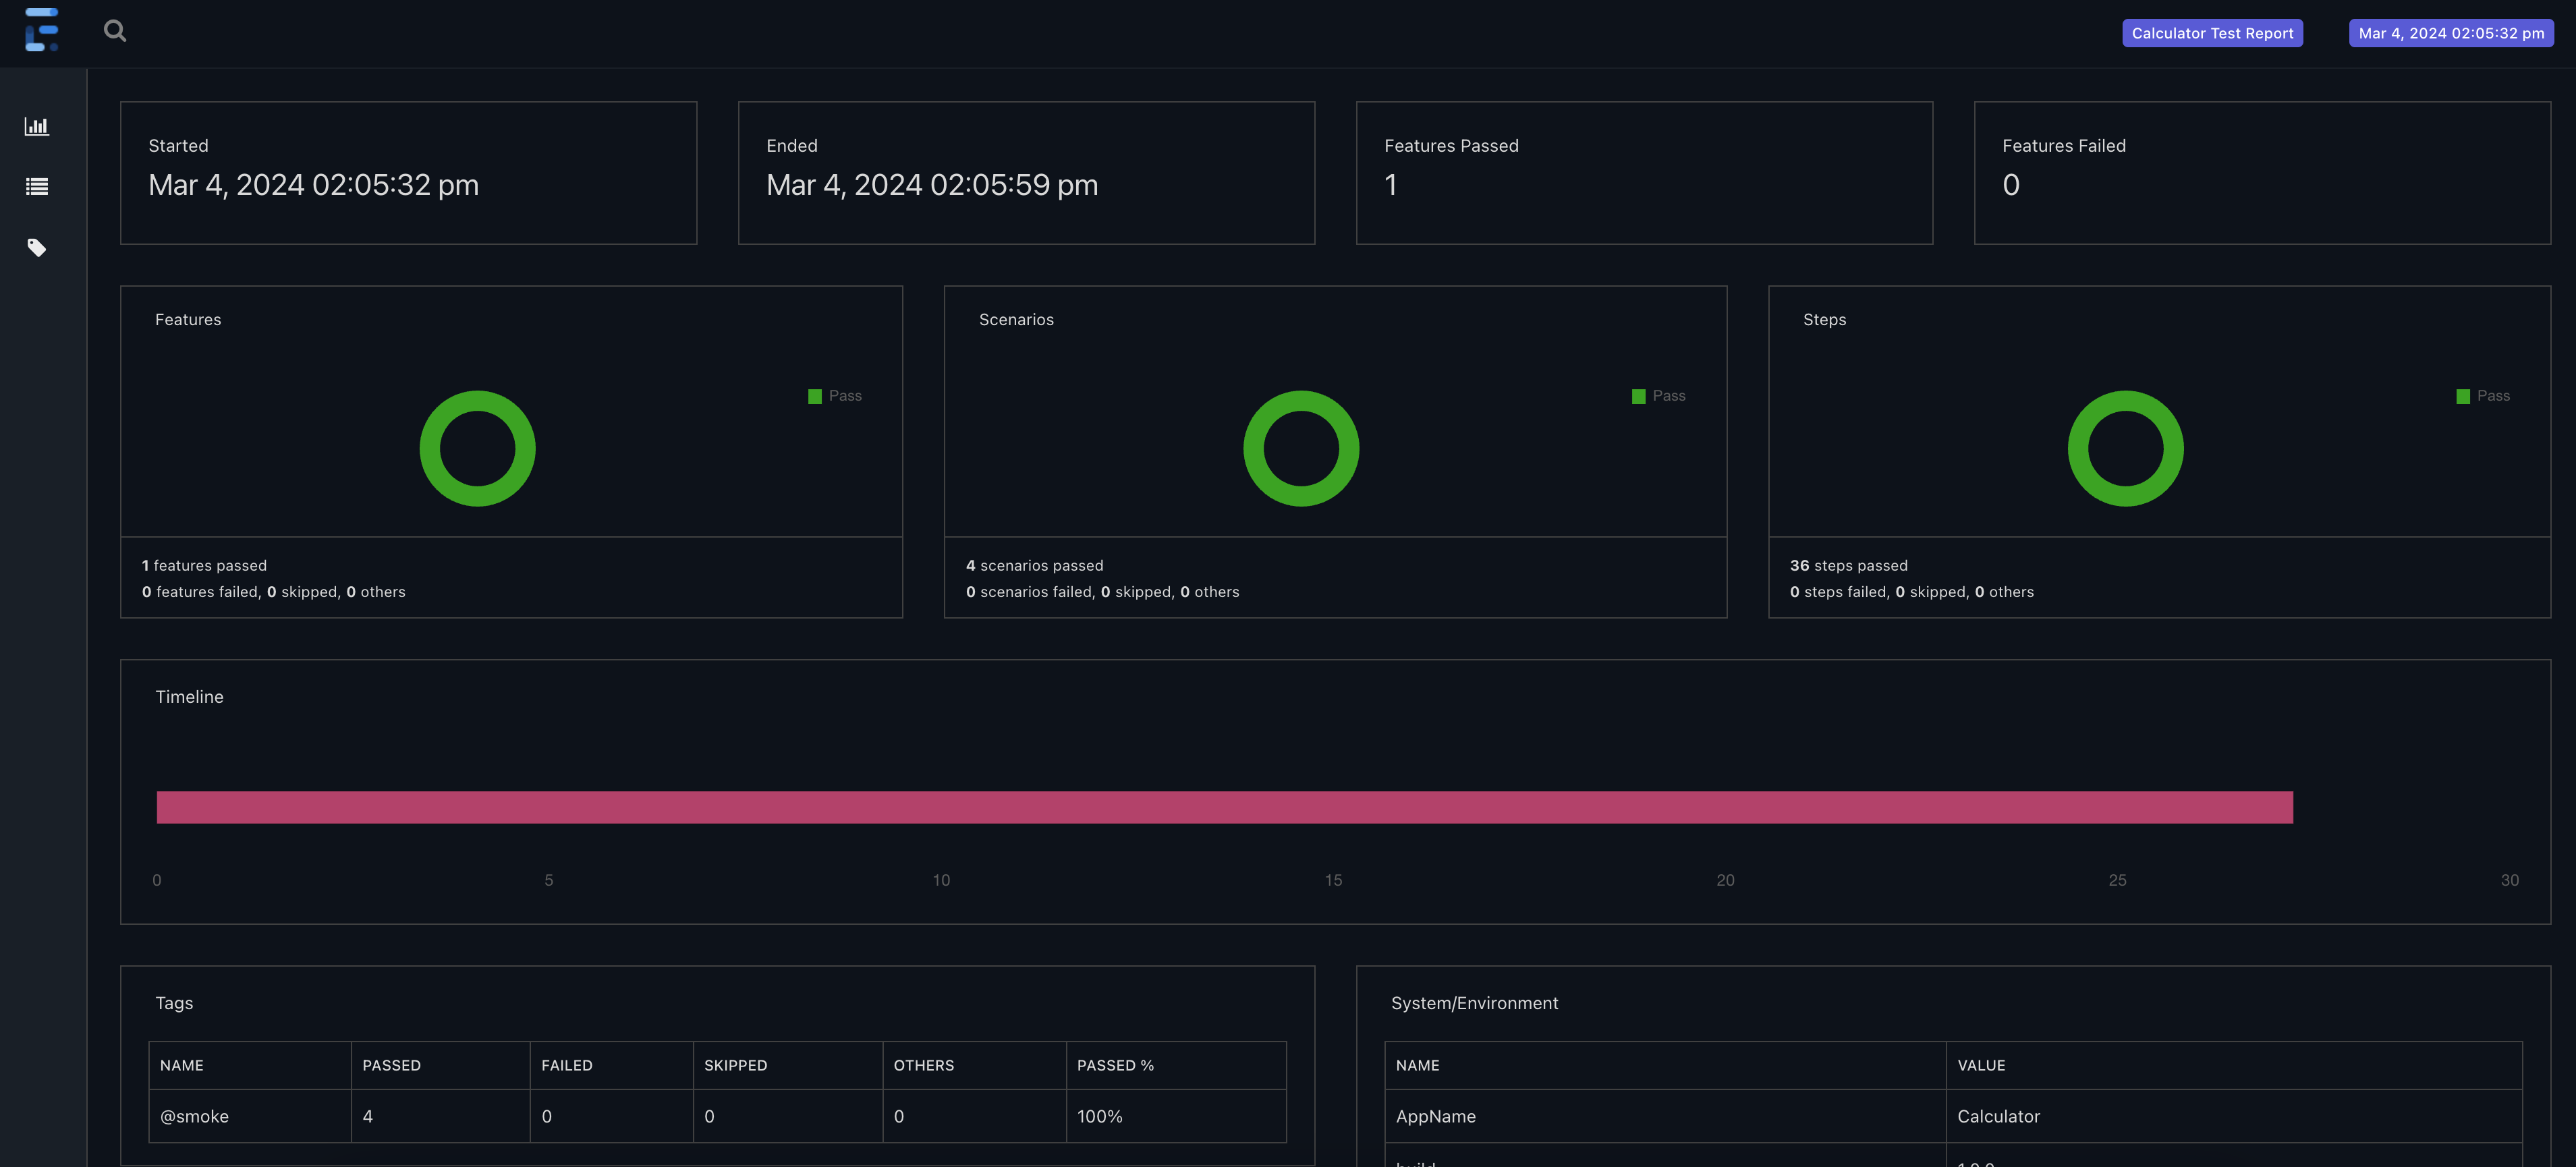 Calculator Test Report
Mar 4, 2024 02:05:32 pm
Started
Mar 4, 2024 02:05:32 pm
Ended
Mar 4, 2024 02:05:59 pm
Features Passed
1
Features Failed
0
Features
Pass
1 features passed
0 features failed, 0 skipped, 0 others
Scenarios
Pass
4 scenarios passed
0 scenarios failed, 0 skipped, 0 others
Steps
Pass
36 steps passed
0 steps failed, 0 skipped, 0 others
Timeline
0 5 10 15 20 25 30
Tags
NAME PASSED FAILED SKIPPED OTHERS PASSED %
@smoke 4 0 0 0 100%
System/Environment
NAME VALUE
AppName Calculator